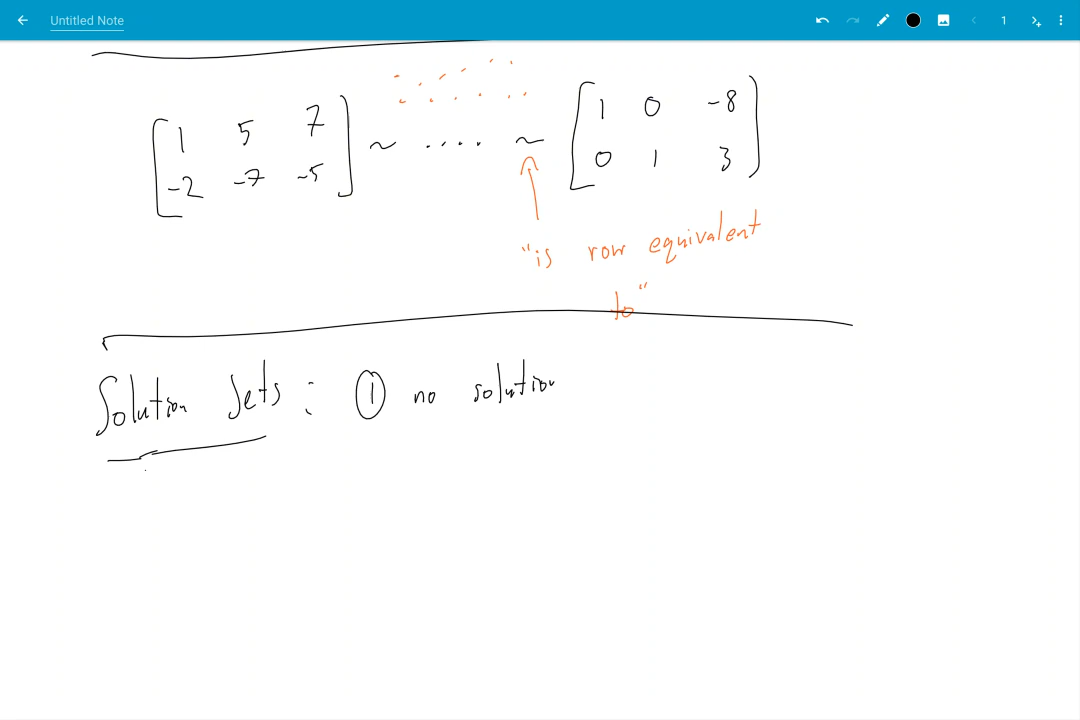 Untitled Note
1
[1 5 7
-2 -7 -5] ~ .... ~ [1 0 -8
0 1 3]
"is row equivalent
to"
Solution Sets: ① no solution